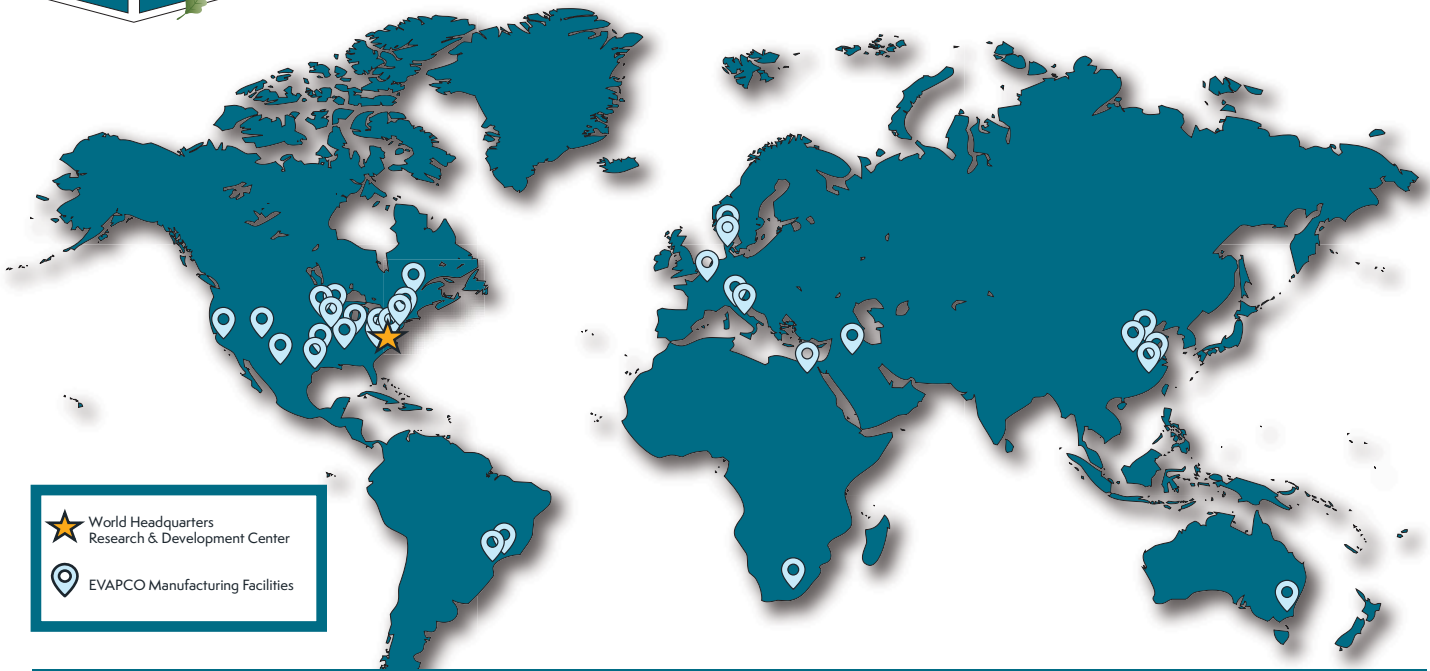 World Headquarters
Research & Development Center
EVAPCO Manufacturing Facilities